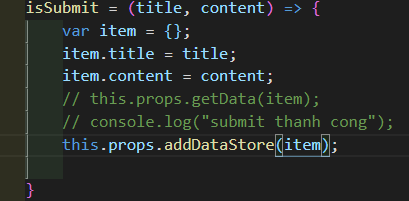 isSubmit = (title, content) => {
var item = {};
item.title = title;
item.content = content;
// this.props.getData(item);
// console.log("submit thanh cong");
this.props.addDataStore(item);
}